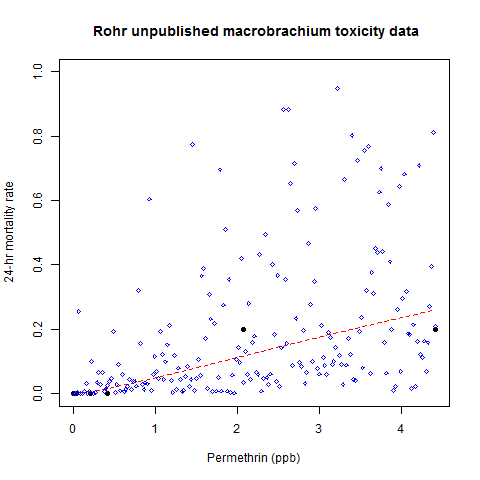 Rohr unpublished macrobrachium toxicity data
24-hr mortality rate
1.0
0.8
0.6
0.4
0.2
0.0
0 1 2 3 4
Permethrin (ppb)